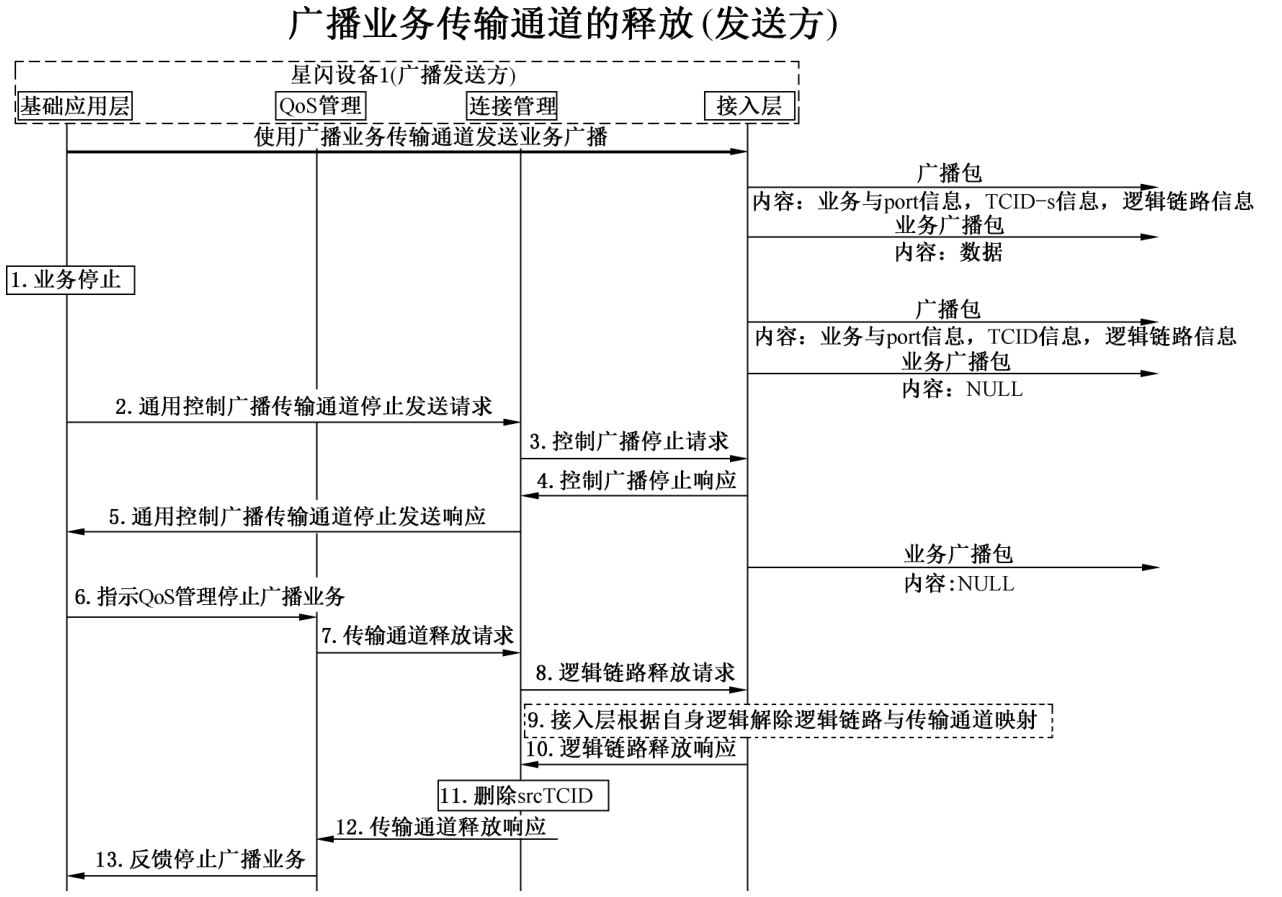 广播业务传输通道的释放(发送方)
星闪设备1(广播发送方)
基础应用层
QoS管理
连接管理
接入层
使用广播业务传输通道发送业务广播
广播包
内容：业务与port信息，TCID-s信息，逻辑链路信息
业务广播包
内容：数据
1.业务停止
广播包
内容：业务与port信息，TCID信息，逻辑链路信息
业务广播包
内容：NULL
2.通用控制广播传输通道停止发送请求
3.控制广播停止请求
4.控制广播停止响应
5.通用控制广播传输通道停止发送响应
业务广播包
内容:NULL
6.指示QoS管理停止广播业务
7.传输通道释放请求
8.逻辑链路释放请求
9.接入层根据自身逻辑解除逻辑链路与传输通道映射
10.逻辑链路释放响应
11.删除srcTCID
12.传输通道释放响应
13.反馈停止广播业务